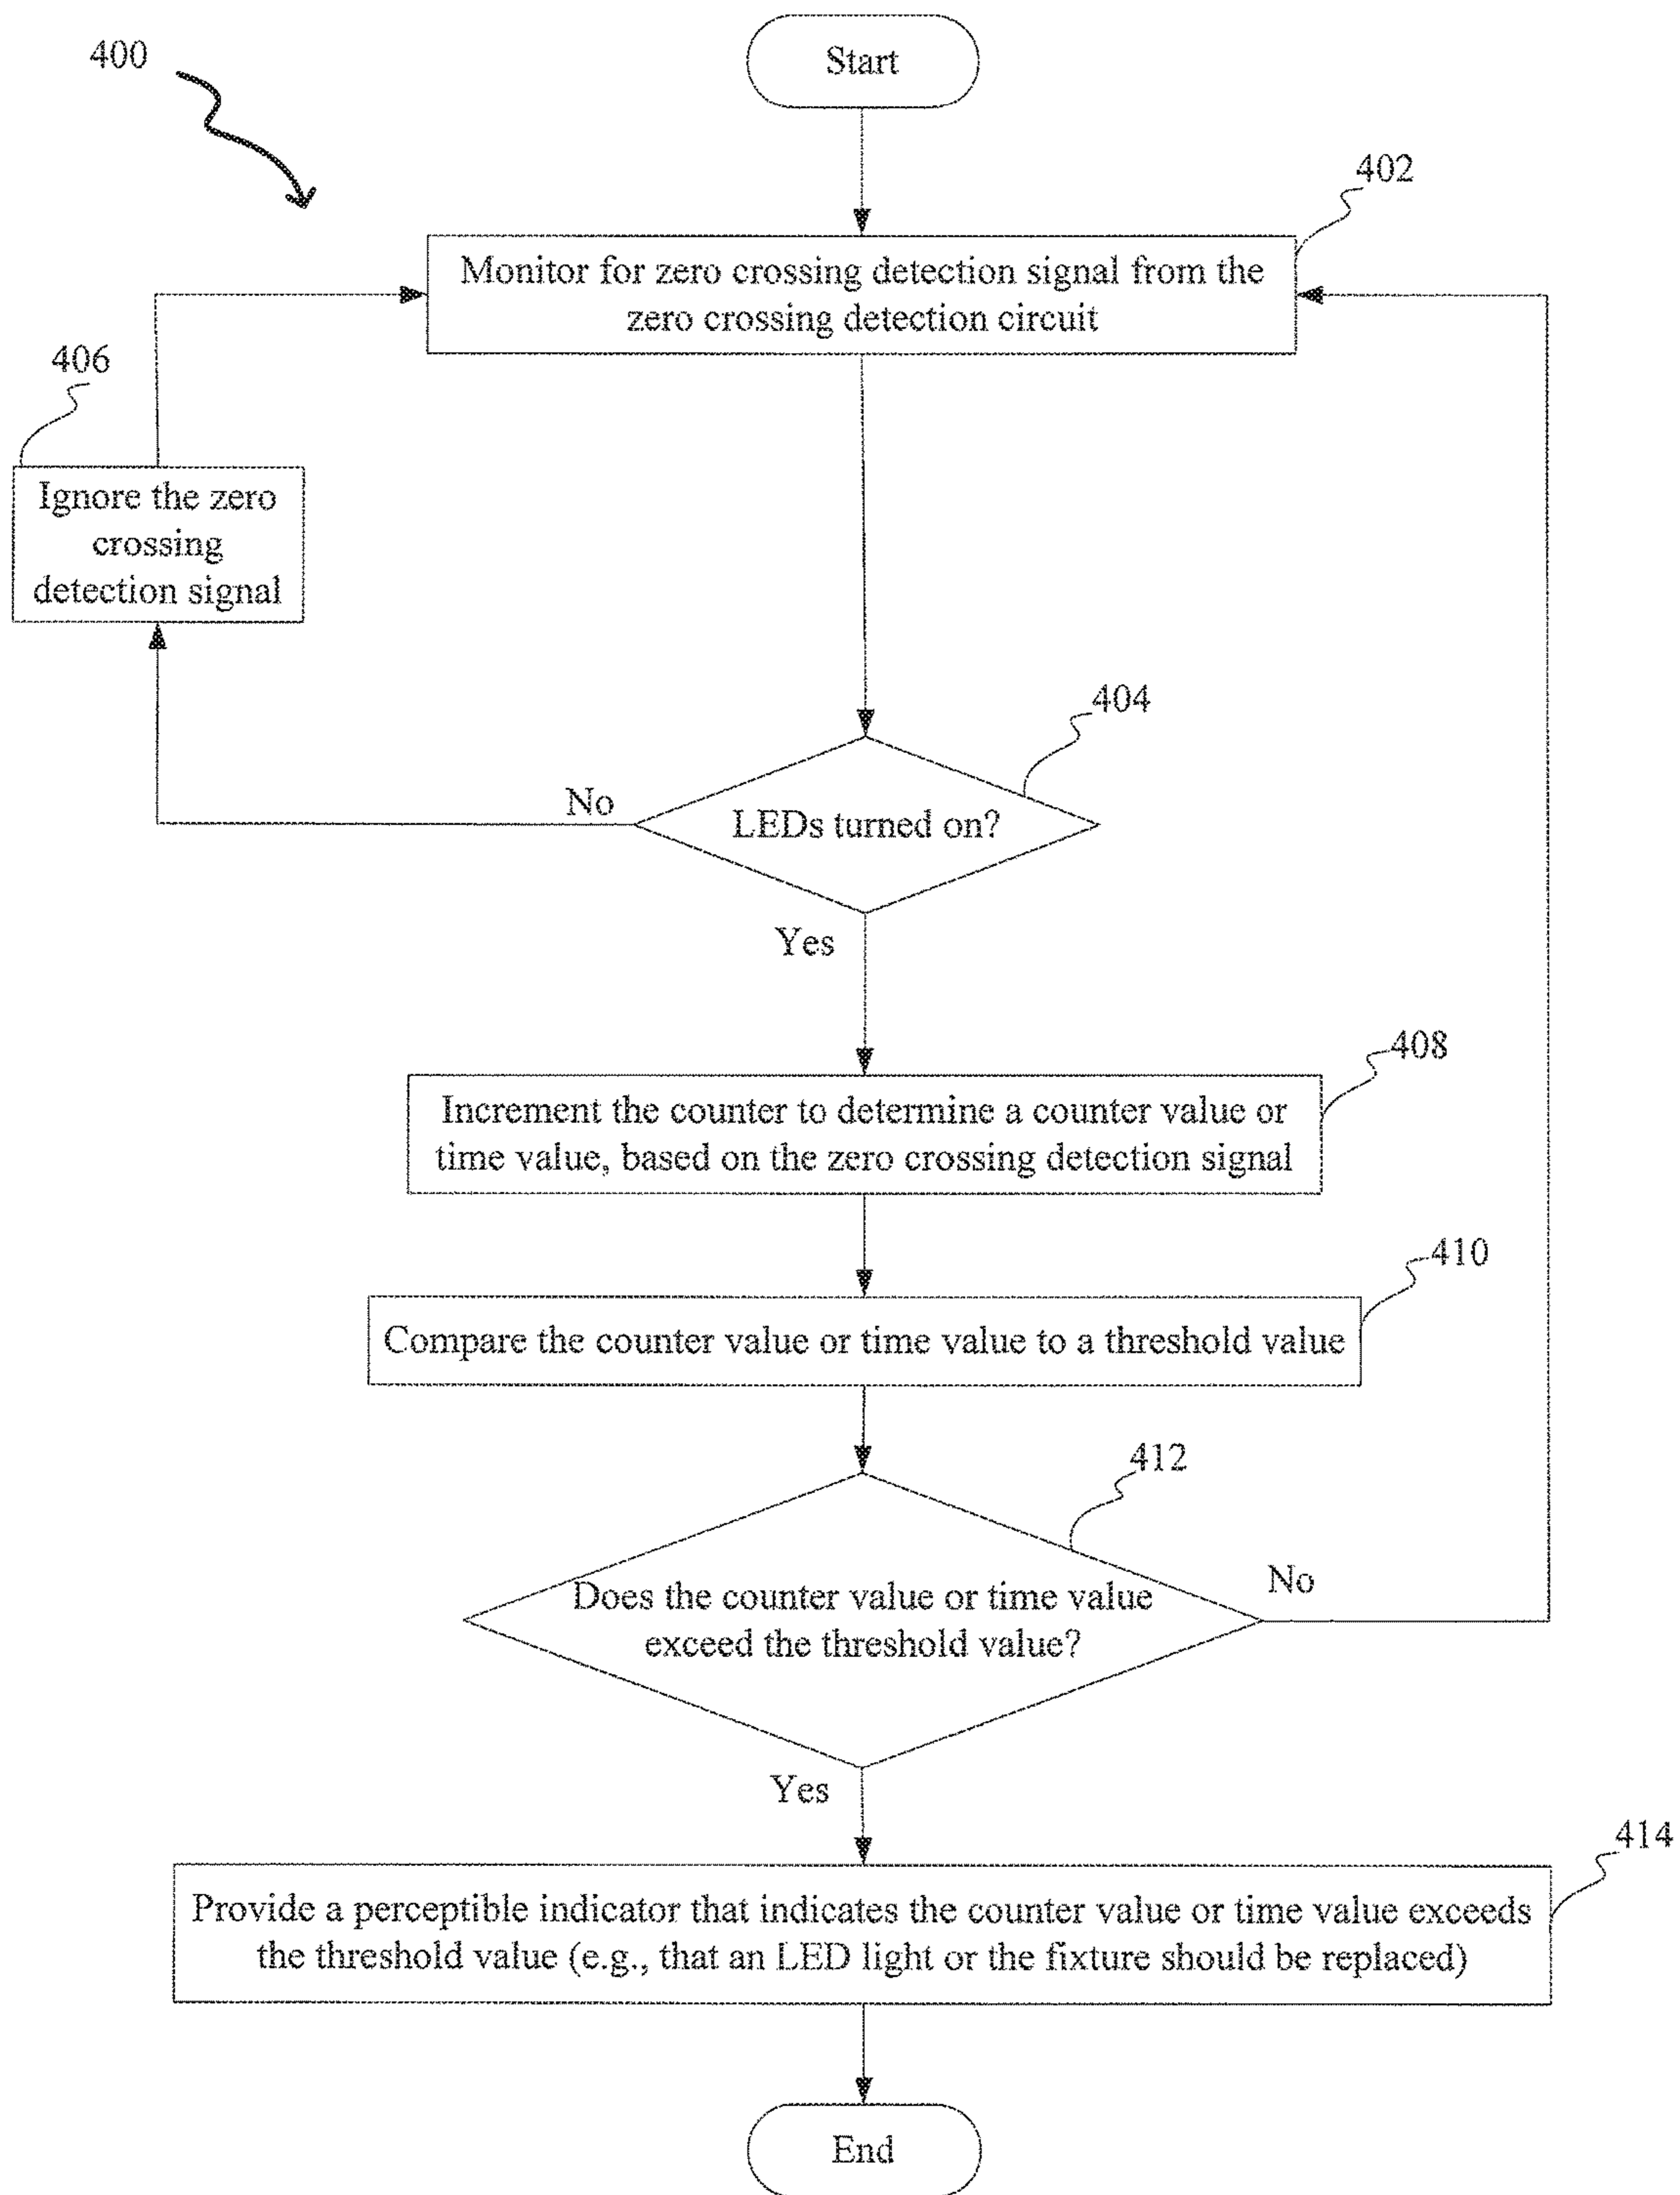 400
Start
402
Monitor for zero crossing detection signal from the
zero crossing detection circuit
406
Ignore the zero
crossing
detection signal
404
No
LEDs turned on?
Yes
408
Increment the counter to determine a counter value or
time value, based on the zero crossing detection signal
410
Compare the counter value or time value to a threshold value
412
No
Does the counter value or time value
exceed the threshold value?
Yes
414
Provide a perceptible indicator that indicates the counter value or time value exceeds
the threshold value (e.g., that an LED light or the fixture should be replaced)
End